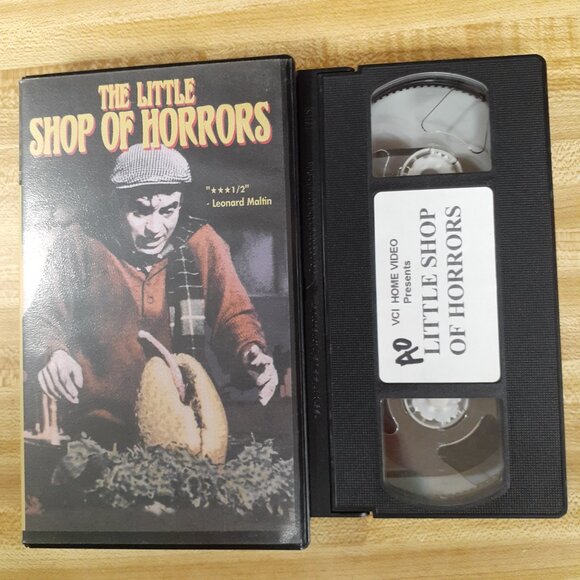 THE LITTLE
SHOP OF HORRORS
"★★★1/2"
- Leonard Maltin
VCI HOME VIDEO
Presents
LITTLE SHOP
OF HORRORS
AO